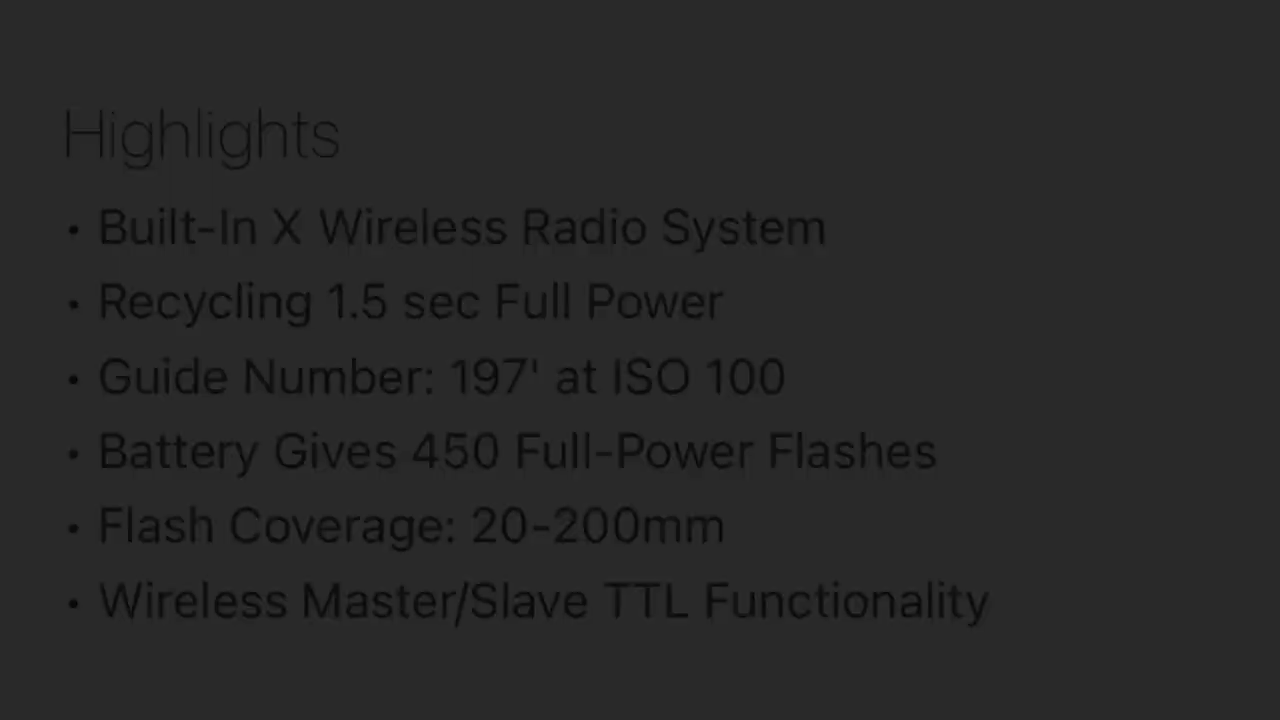 Highlights
• Built-In X Wireless Radio System
• Recycling 1.5 sec Full Power
• Guide Number: 197' at ISO 100
• Battery Gives 450 Full-Power Flashes
• Flash Coverage: 20-200mm
• Wireless Master/Slave TTL Functionality